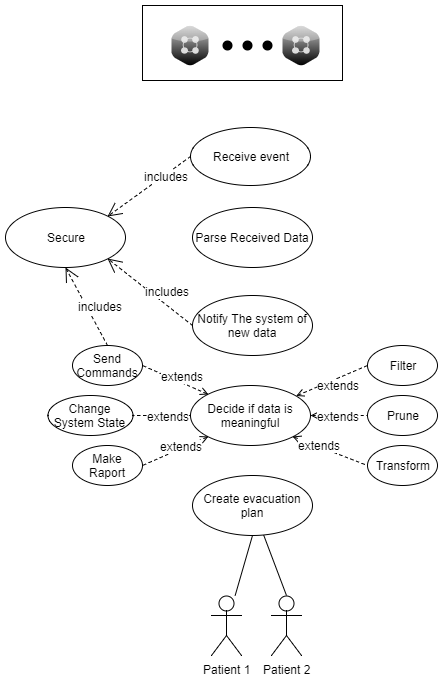 Receive event
includes
Secure
Parse Received Data
includes
Notify The system of
new data
includes
Send
Commands
extends
Filter
extends
Change
System State
extends
Decide if data is
meaningful
extends
Prune
Make
Raport
extends
extends
Transform
Create evacuation
plan
Patient 1
Patient 2